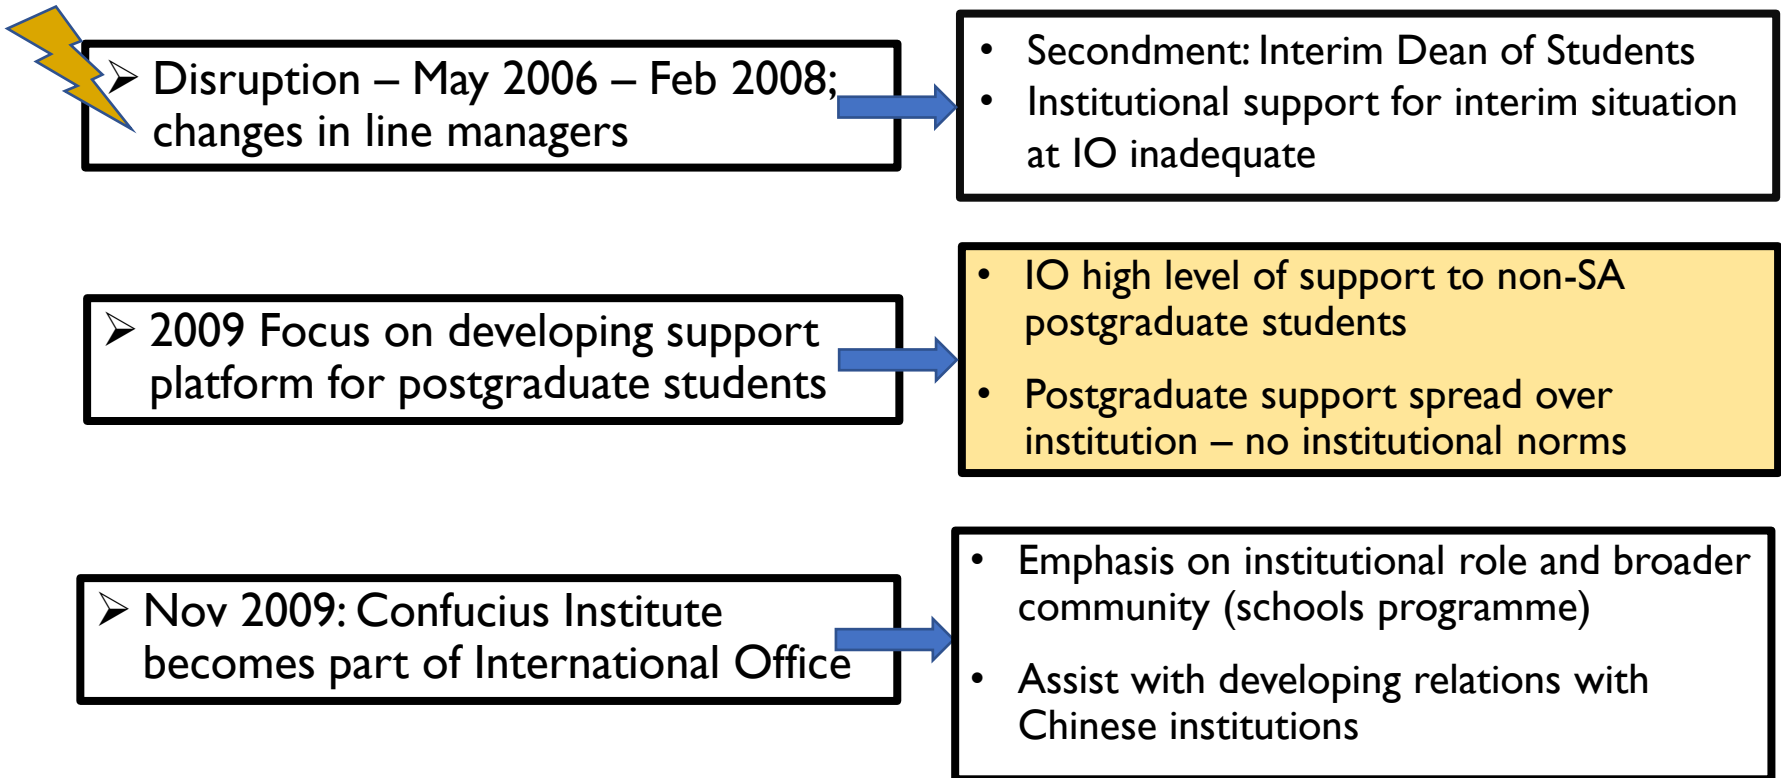 ➢ Disruption – May 2006 – Feb 2008;
changes in line managers
• Secondment: Interim Dean of Students
• Institutional support for interim situation
at IO inadequate
➢ 2009 Focus on developing support
platform for postgraduate students
• IO high level of support to non-SA
postgraduate students
• Postgraduate support spread over
institution – no institutional norms
➢ Nov 2009: Confucius Institute
becomes part of International Office
• Emphasis on institutional role and broader
community (schools programme)
• Assist with developing relations with
Chinese institutions